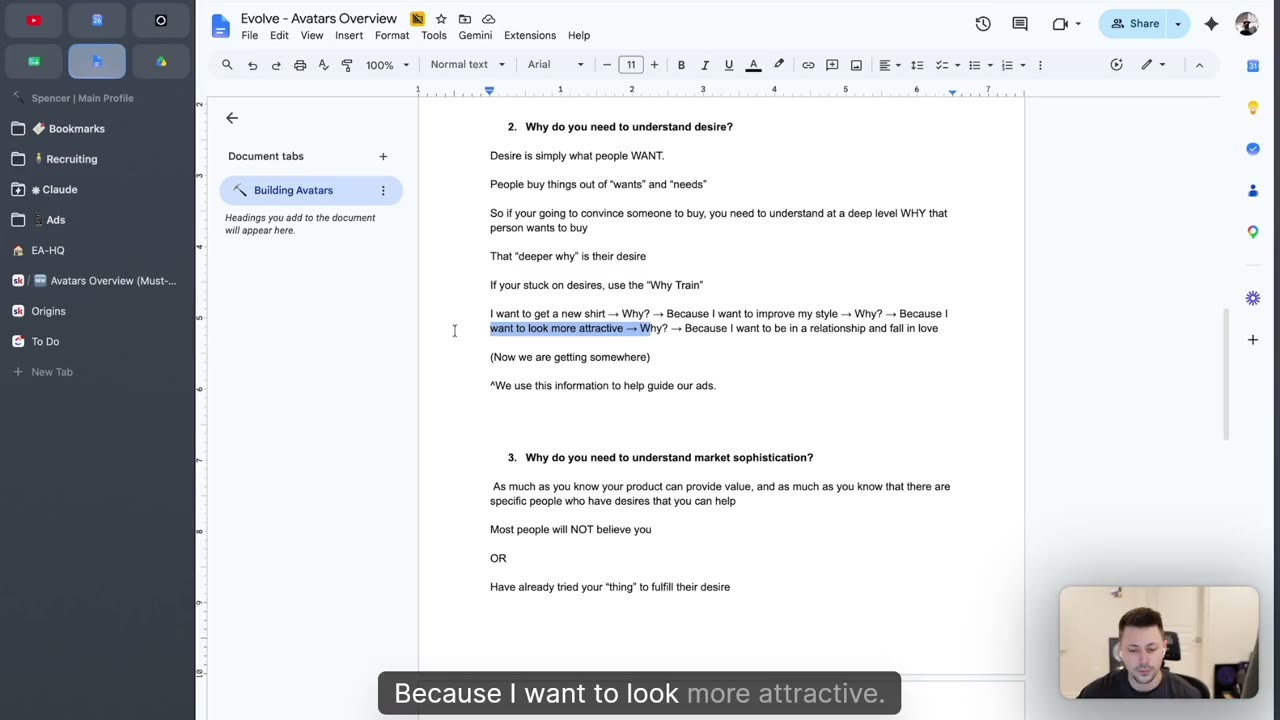 Evolve - Avatars Overview
File Edit View Insert Format Tools Gemini Extensions Help
Share
100% Normal text Arial 11
Spencer | Main Profile
Bookmarks
Recruiting
Claude
Ads
EA-HQ
Avatars Overview (Must-...
Origins
To Do
New Tab
Document tabs
Building Avatars
Headings you add to the document
will appear here.
2. Why do you need to understand desire?
Desire is simply what people WANT.
People buy things out of “wants” and “needs”
So if your going to convince someone to buy, you need to understand at a deep level WHY that
person wants to buy
That “deeper why” is their desire
If your stuck on desires, use the “Why Train”
I want to get a new shirt → Why? → Because I want to improve my style → Why? → Because I
want to look more attractive → Why? → Because I want to be in a relationship and fall in love
(Now we are getting somewhere)
^We use this information to help guide our ads.
3. Why do you need to understand market sophistication?
As much as you know your product can provide value, and as much as you know that there are
specific people who have desires that you can help
Most people will NOT believe you
OR
Have already tried your “thing” to fulfill their desire
Because I want to look more attractive.